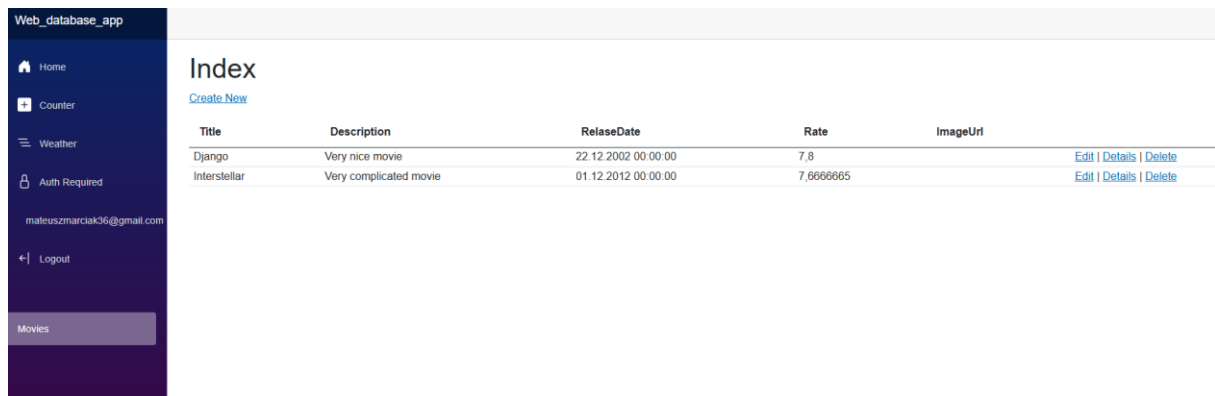 Web_database_app
Home
Counter
Weather
Auth Required
mateuszmarciak36@gmail.com
Logout
Movies
Index
Create New
Title Description RelaseDate Rate ImageUrl
Django Very nice movie 22.12.2002 00:00:00 7,8 Edit | Details | Delete
Interstellar Very complicated movie 01.12.2012 00:00:00 7,6666665 Edit | Details | Delete